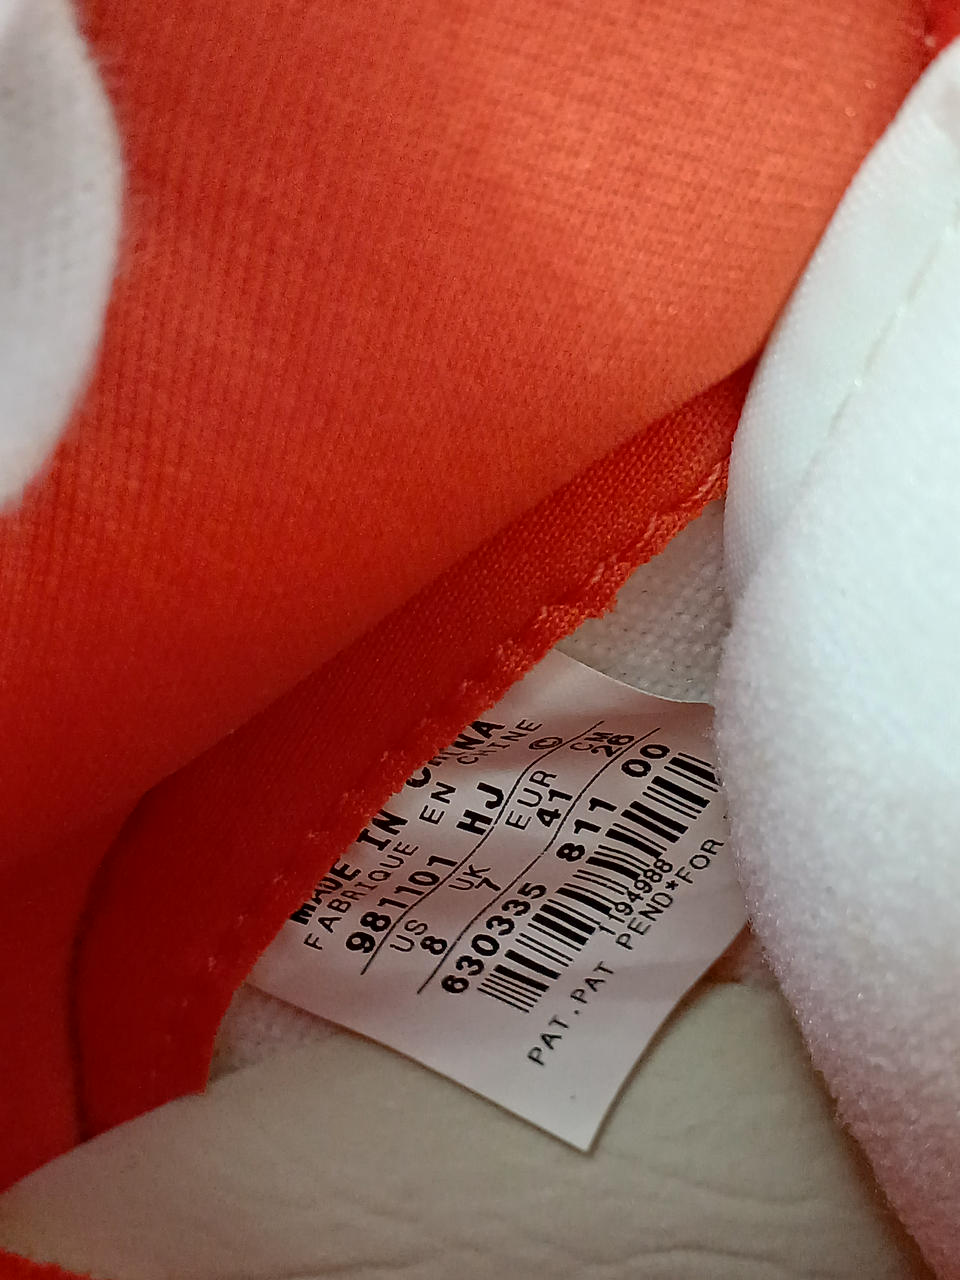 MADE IN CHINA
FABRIQUE EN CHINE
981101 HJ ©
US UK EUR CM
8 7 41 26
630335 811 00
1194988
PAT.PAT PEND*FOR